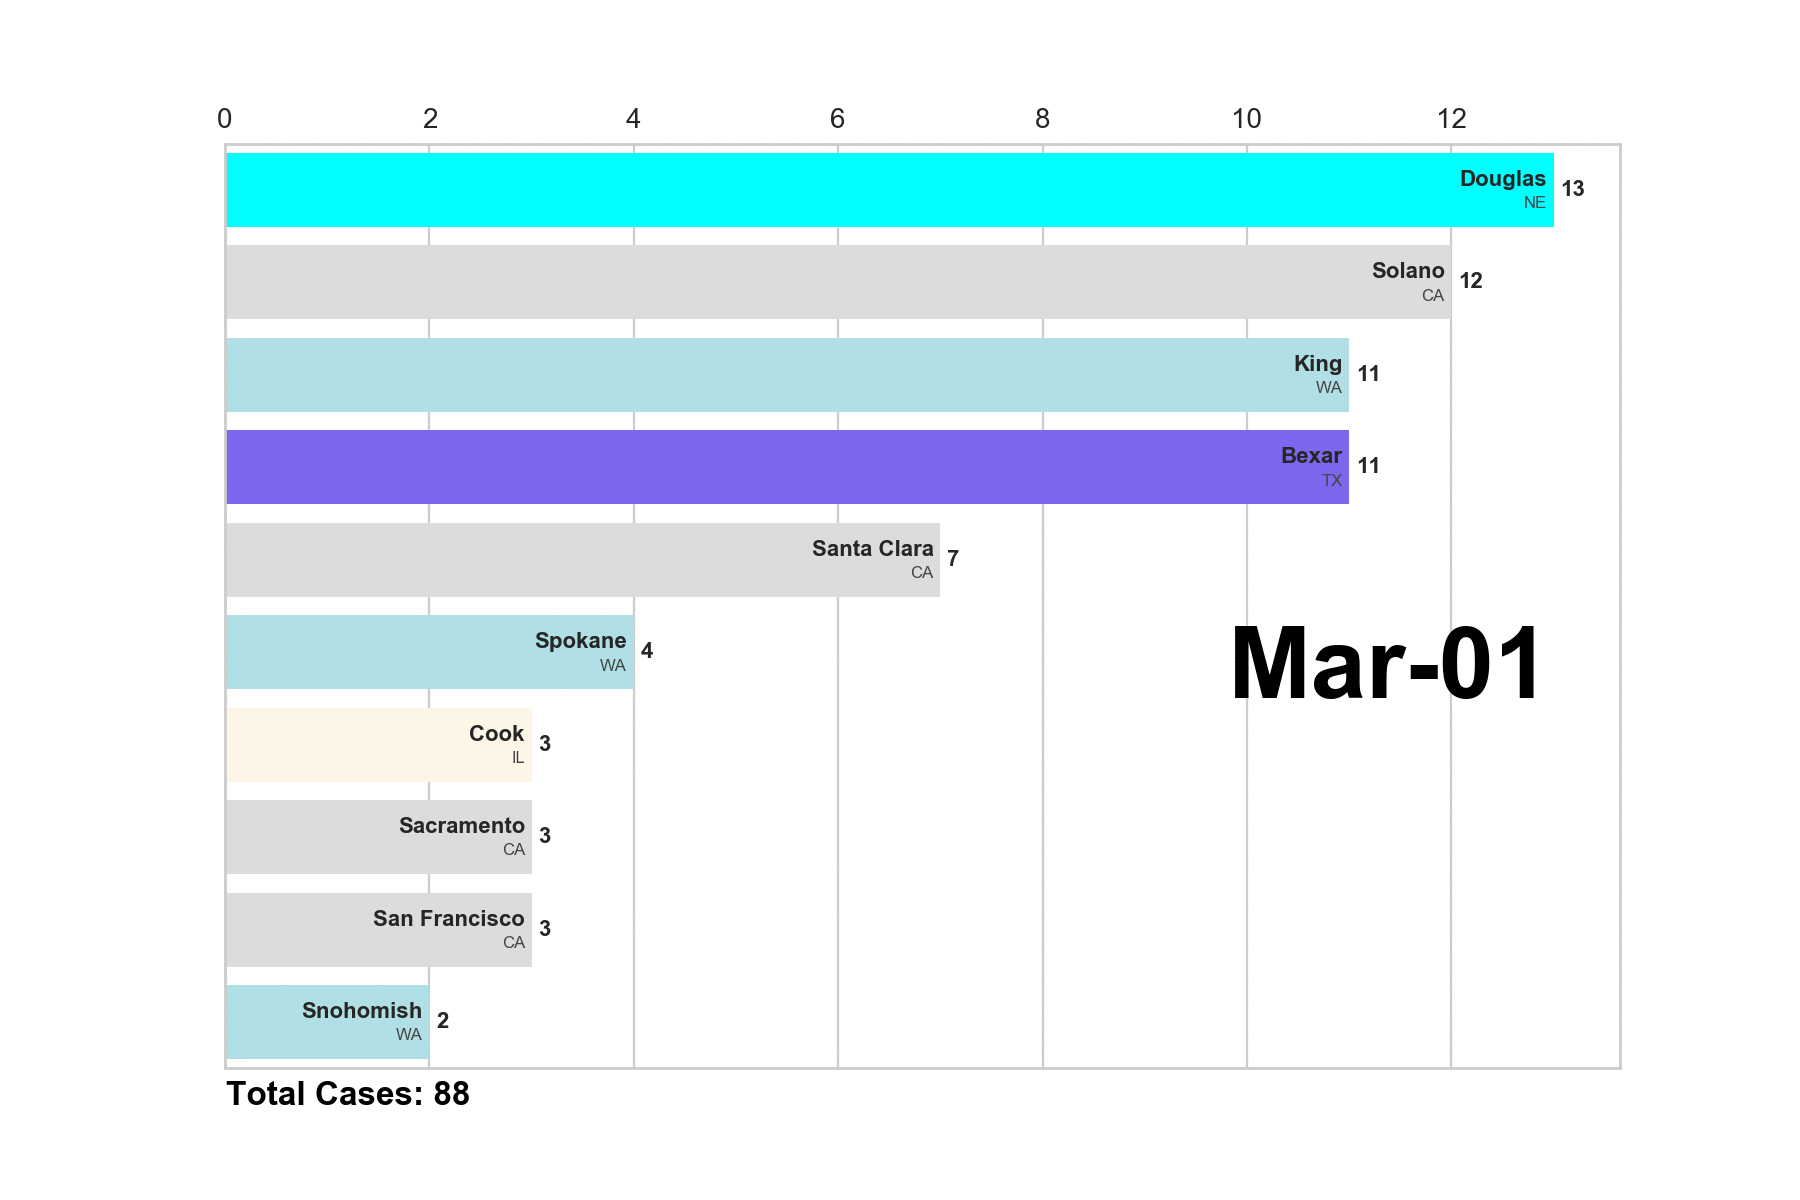 0 2 4 6 8 10 12
Douglas
NE
13
Solano
CA
12
King
WA
11
Bexar
TX
11
Santa Clara
CA
7
Spokane
WA
4
Mar-01
Cook
IL
3
Sacramento
CA
3
San Francisco
CA
3
Snohomish
WA
2
Total Cases: 88